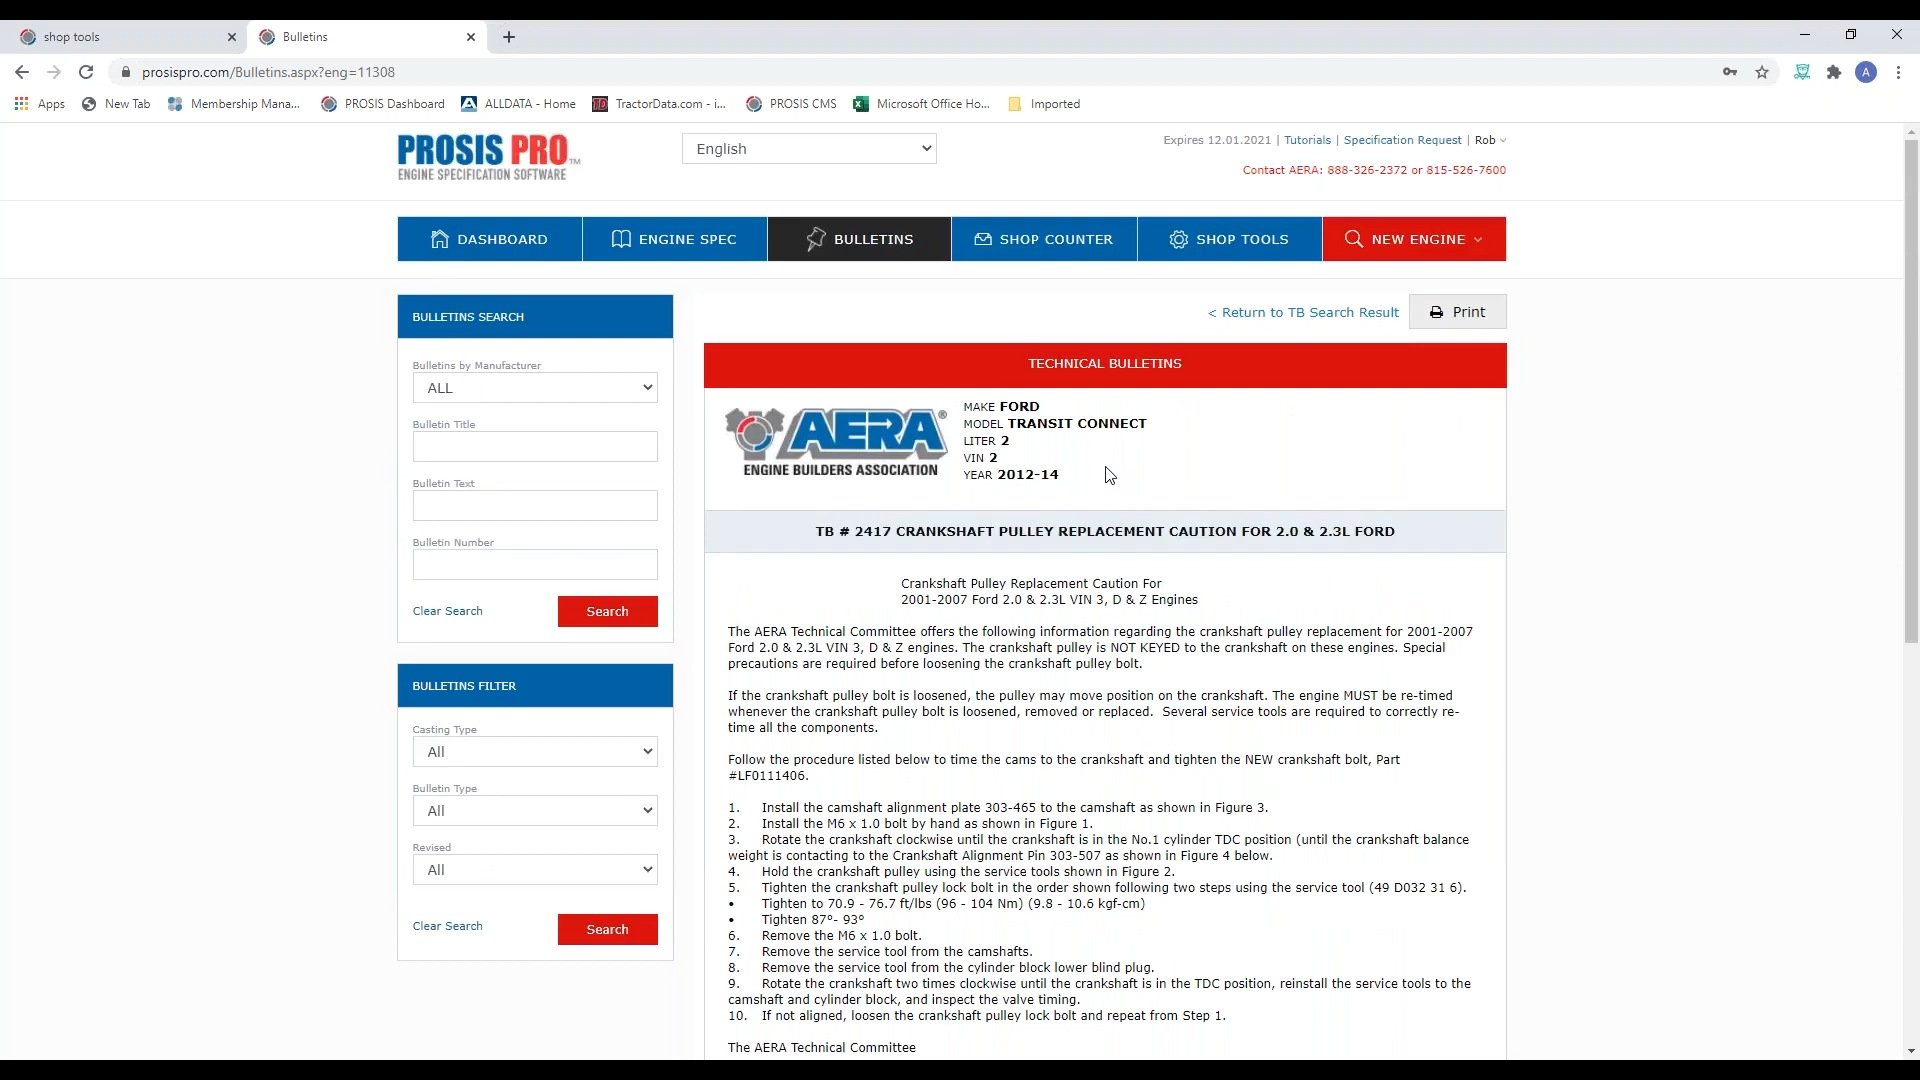 shop tools
Bulletins
prosispro.com/Bulletins.aspx?eng=11308
A
Apps
New Tab
Membership Mana...
PROSIS Dashboard
ALLDATA - Home
TractorData.com - i...
PROSIS CMS
Microsoft Office Ho...
Imported
PROSIS PRO™
ENGINE SPECIFICATION SOFTWARE
English
Expires 12.01.2021 | Tutorials | Specification Request | Rob
Contact AERA: 888-326-2372 or 815-526-7600
DASHBOARD
ENGINE SPEC
BULLETINS
SHOP COUNTER
SHOP TOOLS
NEW ENGINE
BULLETINS SEARCH
Bulletins by Manufacturer
ALL
Bulletin Title
Bulletin Text
Bulletin Number
Clear Search
Search
BULLETINS FILTER
Casting Type
All
Bulletin Type
All
Revised
All
Clear Search
Search
< Return to TB Search Result
Print
TECHNICAL BULLETINS
AERA®
ENGINE BUILDERS ASSOCIATION
MAKE FORD
MODEL TRANSIT CONNECT
LITER 2
VIN 2
YEAR 2012-14
TB # 2417 CRANKSHAFT PULLEY REPLACEMENT CAUTION FOR 2.0 & 2.3L FORD
Crankshaft Pulley Replacement Caution For
2001-2007 Ford 2.0 & 2.3L VIN 3, D & Z Engines
The AERA Technical Committee offers the following information regarding the crankshaft pulley replacement for 2001-2007
Ford 2.0 & 2.3L VIN 3, D & Z engines. The crankshaft pulley is NOT KEYED to the crankshaft on these engines. Special
precautions are required before loosening the crankshaft pulley bolt.
If the crankshaft pulley bolt is loosened, the pulley may move position on the crankshaft. The engine MUST be re-timed
whenever the crankshaft pulley bolt is loosened, removed or replaced. Several service tools are required to correctly re-
time all the components.
Follow the procedure listed below to time the cams to the crankshaft and tighten the NEW crankshaft bolt, Part
#LF0111406.
1. Install the camshaft alignment plate 303-465 to the camshaft as shown in Figure 3.
2. Install the M6 x 1.0 bolt by hand as shown in Figure 1.
3. Rotate the crankshaft clockwise until the crankshaft is in the No.1 cylinder TDC position (until the crankshaft balance
weight is contacting to the Crankshaft Alignment Pin 303-507 as shown in Figure 4 below.
4. Hold the crankshaft pulley using the service tools shown in Figure 2.
5. Tighten the crankshaft pulley lock bolt in the order shown following two steps using the service tool (49 D032 31 6).
• Tighten to 70.9 - 76.7 ft/lbs (96 - 104 Nm) (9.8 - 10.6 kgf-cm)
• Tighten 87º- 93º
6. Remove the M6 x 1.0 bolt.
7. Remove the service tool from the camshafts.
8. Remove the service tool from the cylinder block lower blind plug.
9. Rotate the crankshaft two times clockwise until the crankshaft is in the TDC position, reinstall the service tools to the
camshaft and cylinder block, and inspect the valve timing.
10. If not aligned, loosen the crankshaft pulley lock bolt and repeat from Step 1.
The AERA Technical Committee